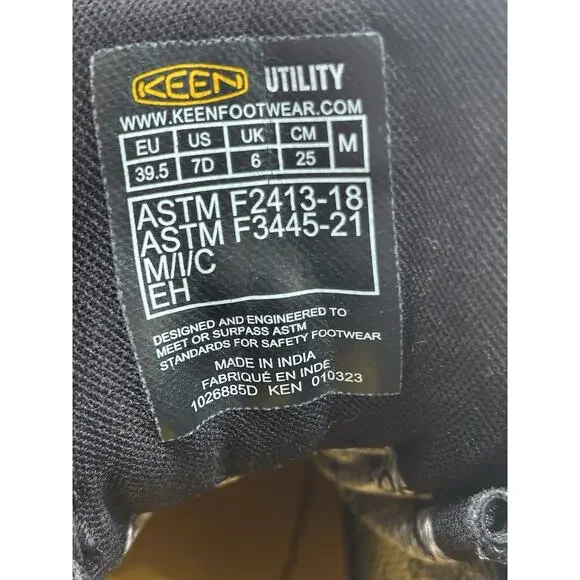 KEEN UTILITY
WWW.KEENFOOTWEAR.COM
EU US UK CM M
39.5 7D 6 25
ASTM F2413-18
ASTM F3445-21
M/I/C
EH
DESIGNED AND ENGINEERED TO
MEET OR SURPASS ASTM
STANDARDS FOR SAFETY FOOTWEAR
MADE IN INDIA
FABRIQUÉ EN INDE
1026885D KEN 010323